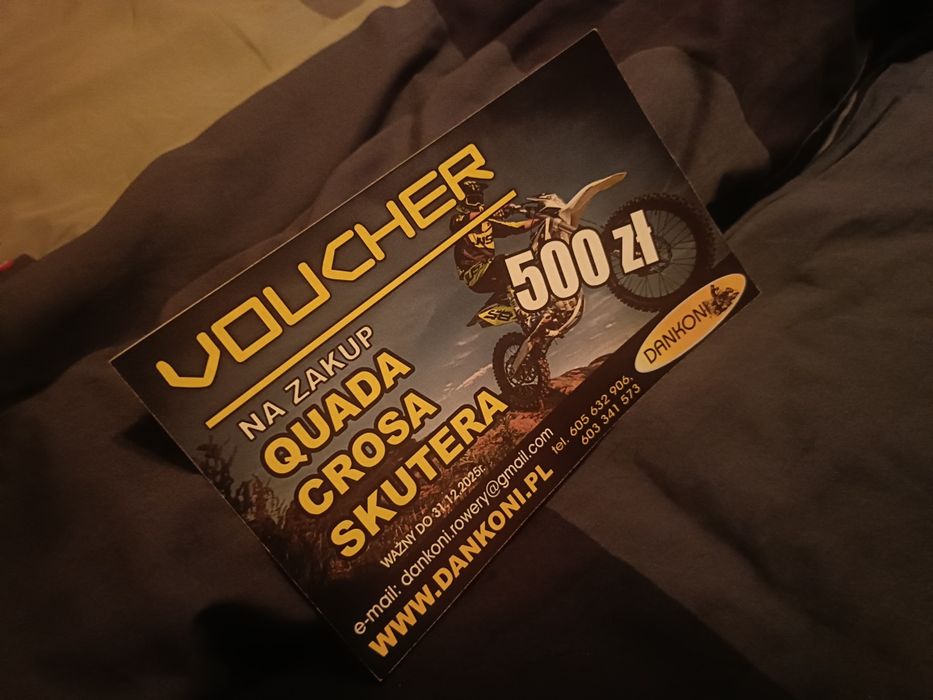 VOUCHER
NA ZAKUP
QUADA
CROSA
SKUTERA
500 zł
DANKONI
WAŻNY DO 31.12.2025r.
e-mail: dankoni.rowery@gmail.com
tel. 605 632 906,
603 341 573
WWW.DANKONI.PL